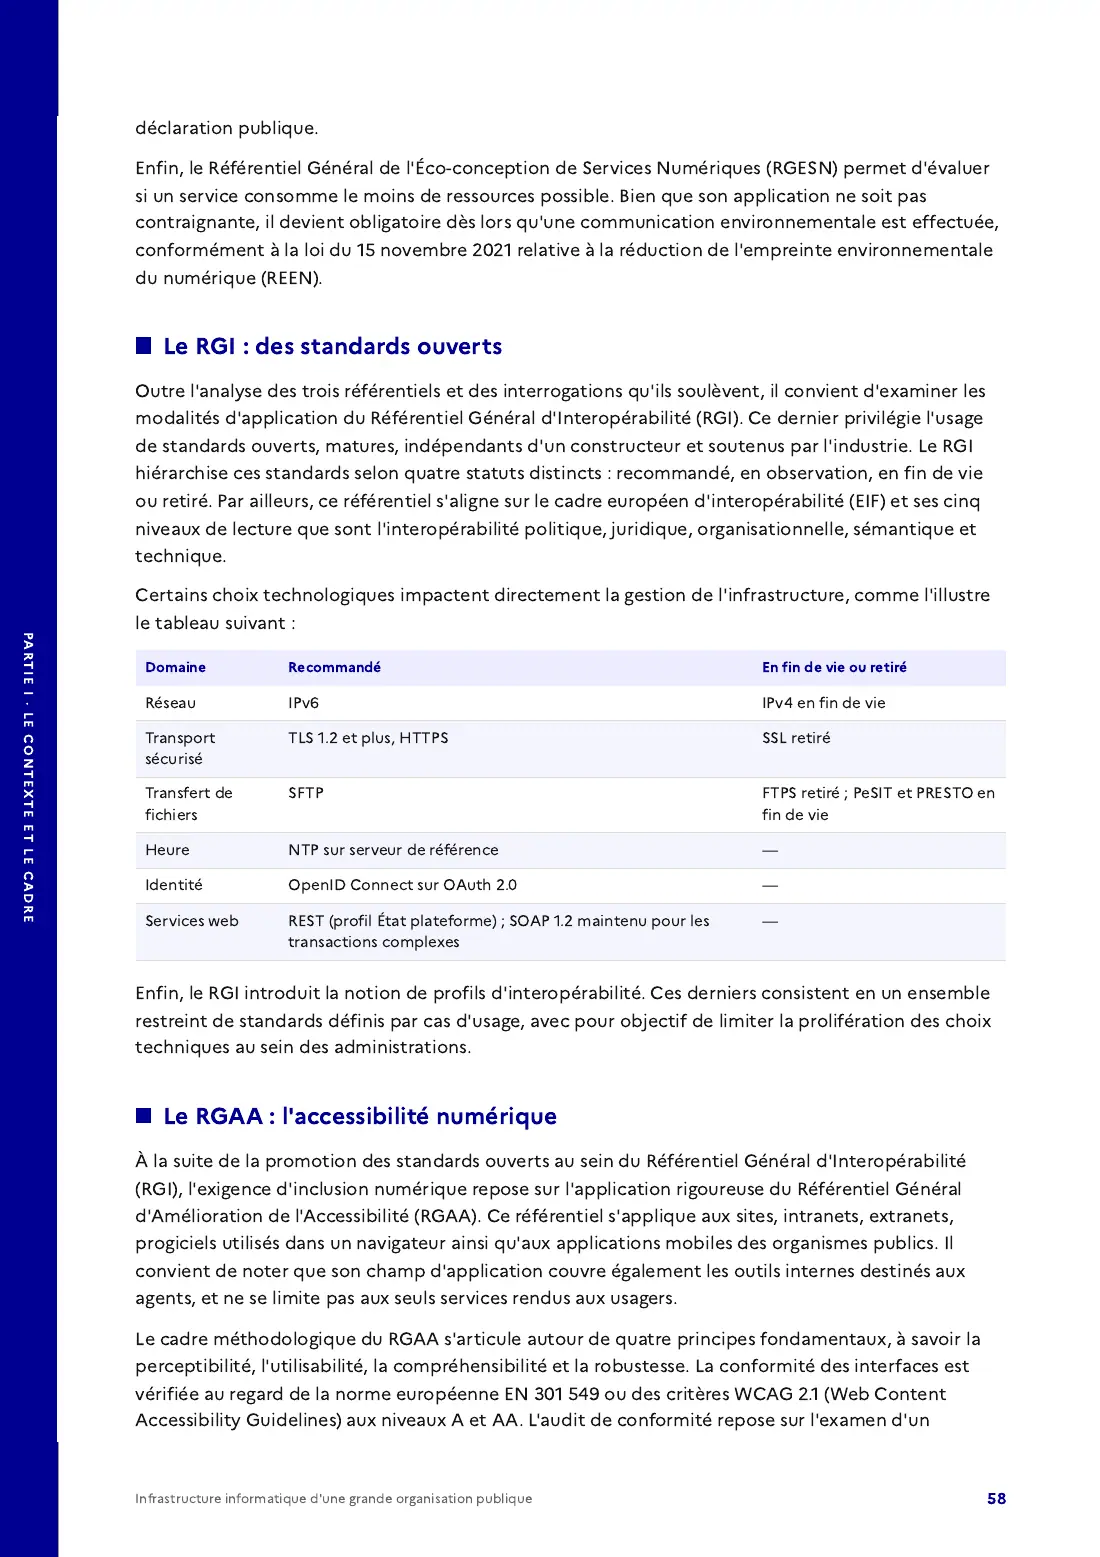 déclaration publique.
Enfin, le Référentiel Général de l'Éco-conception de Services Numériques (RGESN) permet d'évaluer
si un service consomme le moins de ressources possible. Bien que son application ne soit pas
contraignante, il devient obligatoire dès lors qu'une communication environnementale est effectuée,
conformément à la loi du 15 novembre 2021 relative à la réduction de l'empreinte environnementale
du numérique (REEN).
Le RGI : des standards ouverts
Outre l'analyse des trois référentiels et des interrogations qu'ils soulèvent, il convient d'examiner les
modalités d'application du Référentiel Général d'Interopérabilité (RGI). Ce dernier privilégie l'usage
de standards ouverts, matures, indépendants d'un constructeur et soutenus par l'industrie. Le RGI
hiérarchise ces standards selon quatre statuts distincts : recommandé, en observation, en fin de vie
ou retiré. Par ailleurs, ce référentiel s'aligne sur le cadre européen d'interopérabilité (EIF) et ses cinq
niveaux de lecture que sont l'interopérabilité politique, juridique, organisationnelle, sémantique et
technique.
Certains choix technologiques impactent directement la gestion de l'infrastructure, comme l'illustre
le tableau suivant :
Domaine Recommandé En fin de vie ou retiré
Réseau IPv6 IPv4 en fin de vie
Transport sécurisé TLS 1.2 et plus, HTTPS SSL retiré
Transfert de fichiers SFTP FTPS retiré ; PeSIT et PRESTO en fin de vie
Heure NTP sur serveur de référence —
Identité OpenID Connect sur OAuth 2.0 —
Services web REST (profil État plateforme) ; SOAP 1.2 maintenu pour les transactions complexes —
Enfin, le RGI introduit la notion de profils d'interopérabilité. Ces derniers consistent en un ensemble
restreint de standards définis par cas d'usage, avec pour objectif de limiter la prolifération des choix
techniques au sein des administrations.
Le RGAA : l'accessibilité numérique
À la suite de la promotion des standards ouverts au sein du Référentiel Général d'Interopérabilité
(RGI), l'exigence d'inclusion numérique repose sur l'application rigoureuse du Référentiel Général
d'Amélioration de l'Accessibilité (RGAA). Ce référentiel s'applique aux sites, intranets, extranets,
progiciels utilisés dans un navigateur ainsi qu'aux applications mobiles des organismes publics. Il
convient de noter que son champ d'application couvre également les outils internes destinés aux
agents, et ne se limite pas aux seuls services rendus aux usagers.
Le cadre méthodologique du RGAA s'articule autour de quatre principes fondamentaux, à savoir la
perceptibilité, l'utilisabilité, la compréhensibilité et la robustesse. La conformité des interfaces est
vérifiée au regard de la norme européenne EN 301 549 ou des critères WCAG 2.1 (Web Content
Accessibility Guidelines) aux niveaux A et AA. L'audit de conformité repose sur l'examen d'un
Infrastructure informatique d'une grande organisation publique 58
PARTIE I · LE CONTEXTE ET LE CADRE